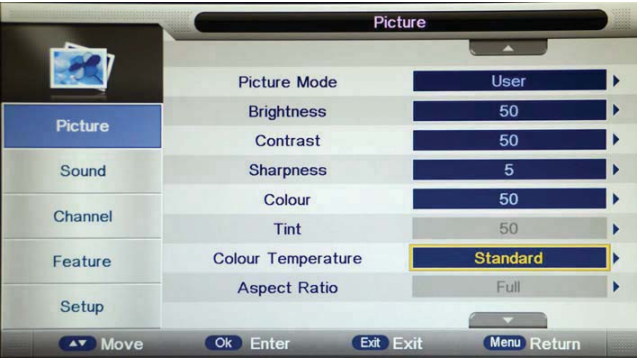 Picture
Picture Mode User
Brightness 50
Picture
Contrast 50
Sound
Sharpness 5
Colour 50
Channel
Tint 50
Feature
Colour Temperature Standard
Aspect Ratio Full
Setup
Move Ok Enter Exit Exit Menu Return